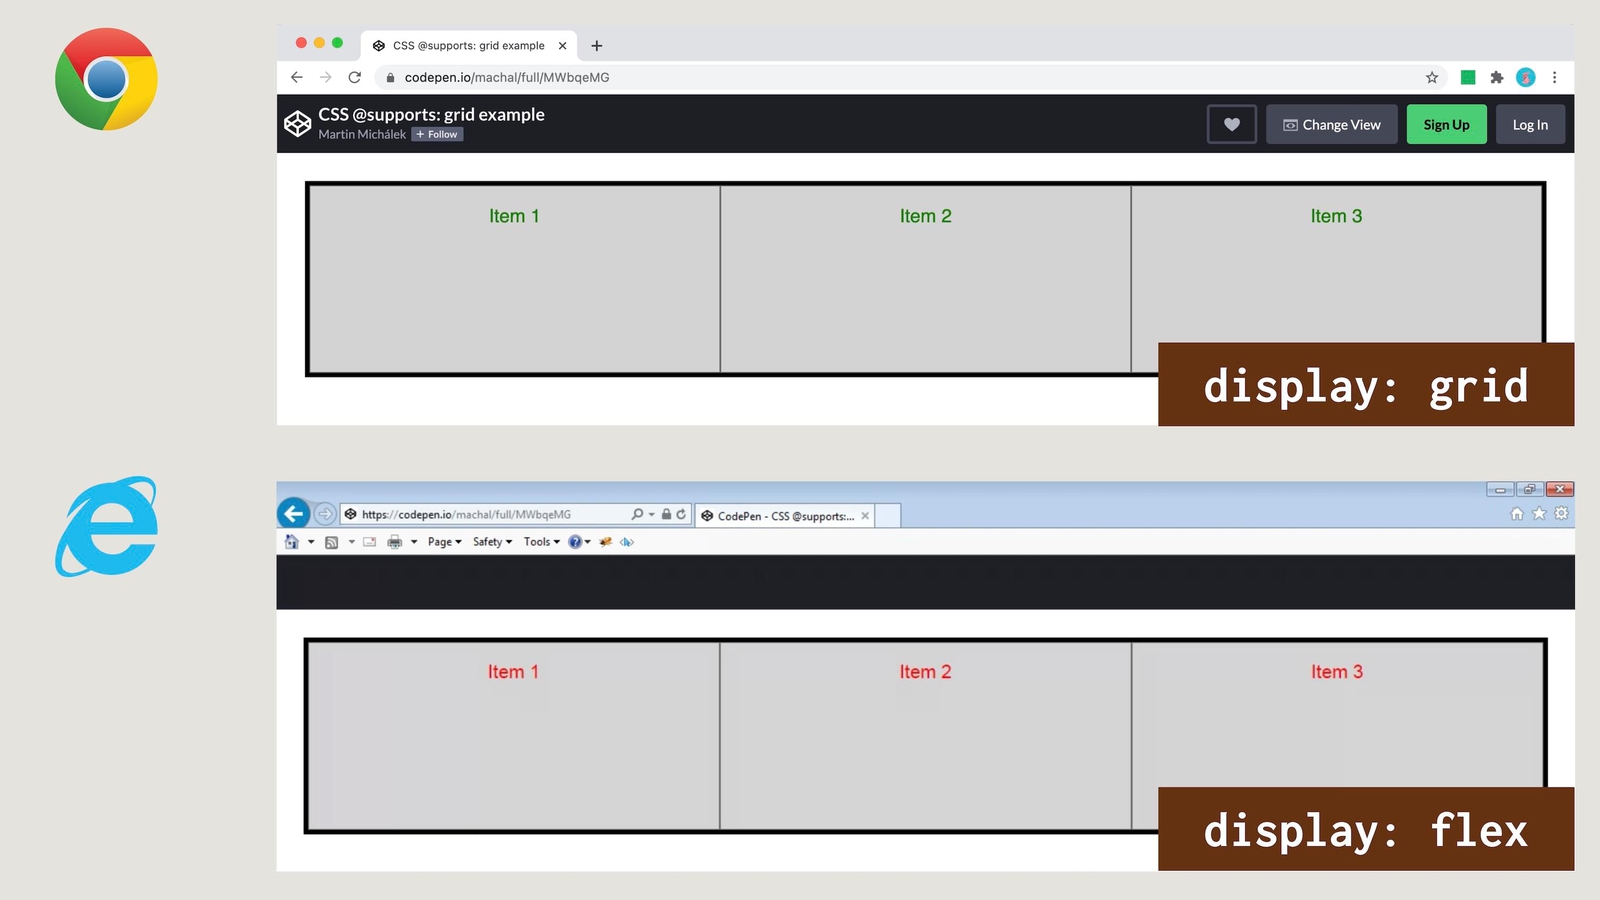 CSS @supports: grid example
codepen.io/machal/full/MWbqeMG
CSS @supports: grid example
Martin Michálek + Follow
Change View
Sign Up
Log In
Item 1
Item 2
Item 3
display: grid
https://codepen.io/machal/full/MWbqeMG
CodePen - CSS @supports:...
Page
Safety
Tools
Item 1
Item 2
Item 3
display: flex